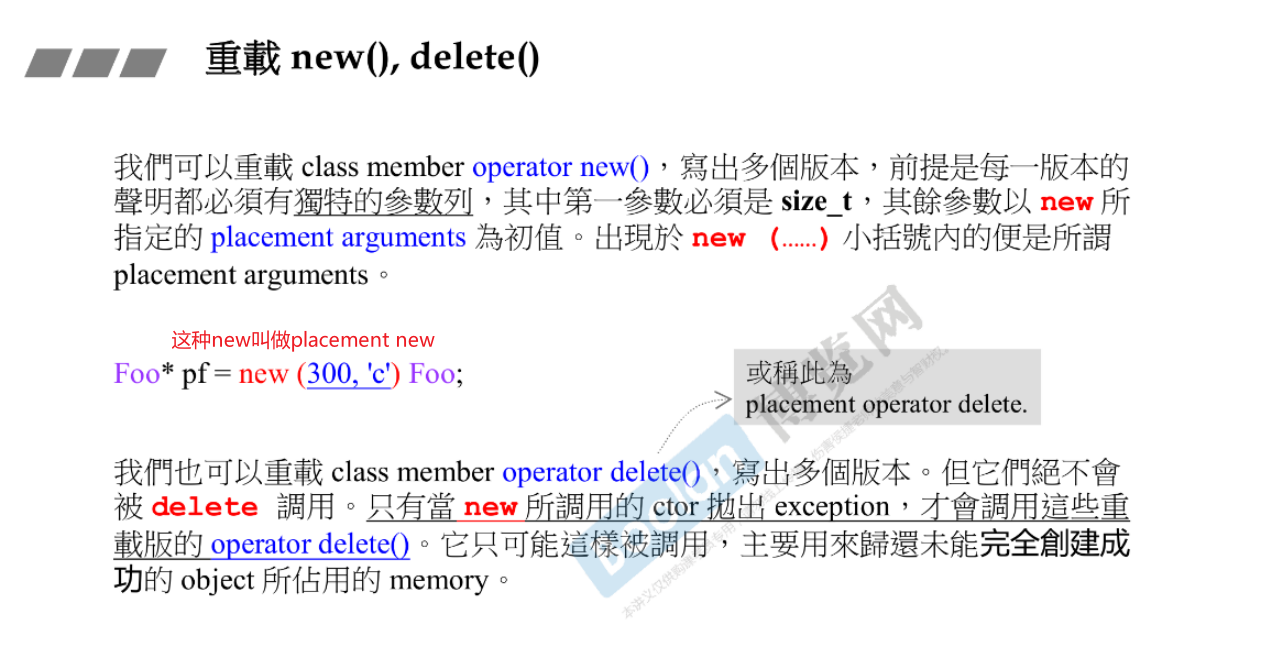 重載 new(), delete()
我們可以重載 class member operator new()，寫出多個版本，前提是每一版本的
聲明都必須有獨特的參數列，其中第一參數必須是 size_t，其餘參數以 new 所
指定的 placement arguments 為初值。出現於 new (……) 小括號內的便是所謂
placement arguments。
这种new叫做placement new
Foo* pf = new (300, 'c') Foo;
或稱此為
placement operator delete.
我們也可以重載 class member operator delete()，寫出多個版本。但它們絕不會
被 delete 調用。只有當 new 所調用的 ctor 拋出 exception，才會調用這些重
載版的 operator delete()。它只可能這樣被調用，主要用來歸還未能完全創建成
功的 object 所佔用的 memory。
博览网